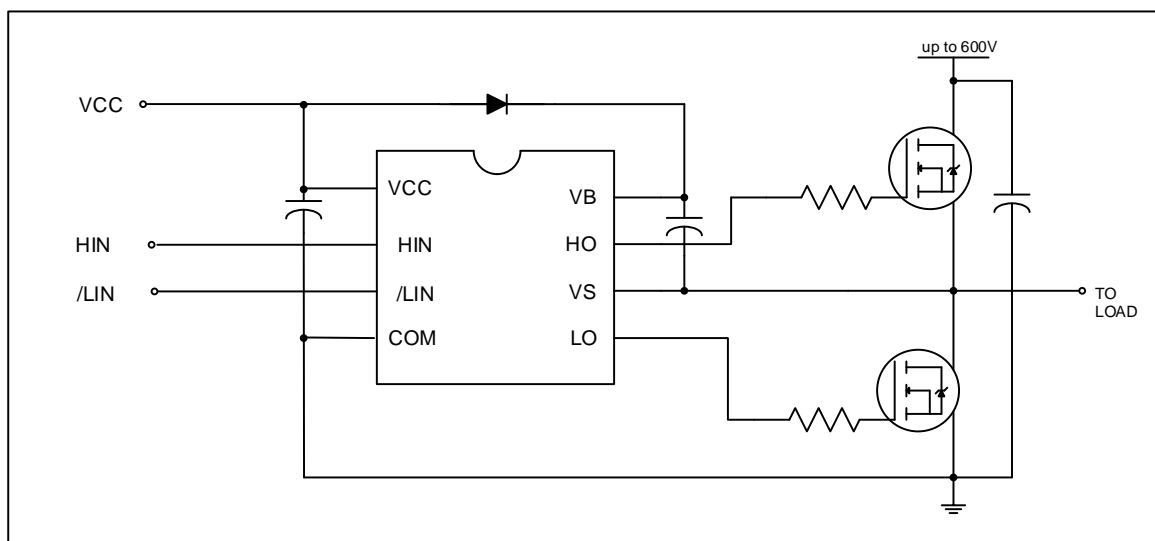 up to 600V
VCC
VCC
VB
HIN
HIN
HO
/LIN
/LIN
VS
TO
LOAD
COM
LO